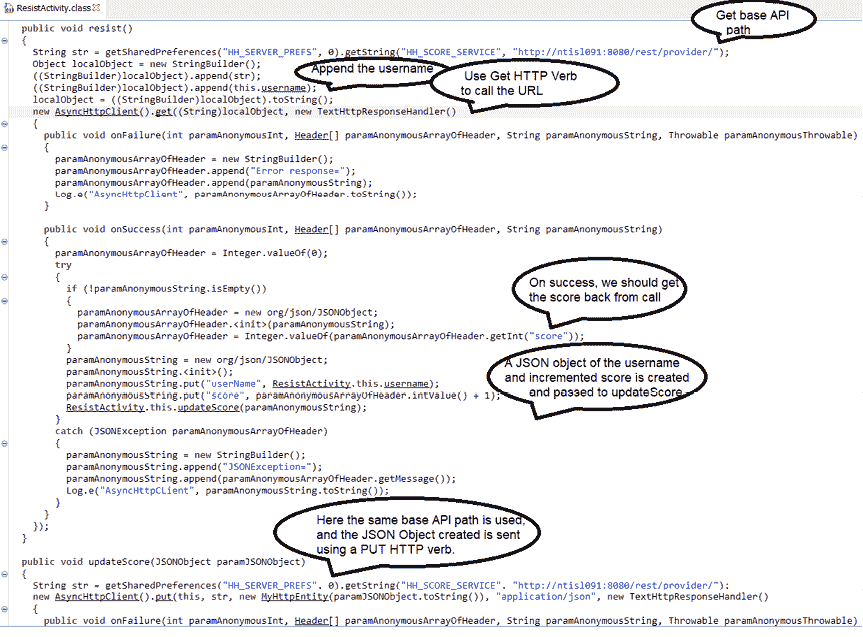 ResistActivity.class
public void resist()
Get base API
path
{
String str = getSharedPreferences("HH_SERVER_PREFS", 0).getString("HH_SCORE_SERVICE", "http://ntisl091:8080/rest/provider/");
Object localObject = new StringBuilder();
((StringBuilder)localObject).append(str);
Append the username
((StringBuilder)localObject).append(this.username);
Use Get HTTP Verb
to call the URL
localObject = ((StringBuilder)localObject).toString();
new AsyncHttpClient().get((String)localObject, new TextHttpResponseHandler()
{
public void onFailure(int paramAnonymousInt, Header[] paramAnonymousArrayOfHeader, String paramAnonymousString, Throwable paramAnonymousThrowable)
{
paramAnonymousArrayOfHeader = new StringBuilder();
paramAnonymousArrayOfHeader.append("Error response=");
paramAnonymousArrayOfHeader.append(paramAnonymousString);
Log.e("AsyncHttpClient", paramAnonymousArrayOfHeader.toString());
}
public void onSuccess(int paramAnonymousInt, Header[] paramAnonymousArrayOfHeader, String paramAnonymousString)
{
paramAnonymousArrayOfHeader = Integer.valueOf(0);
try
{
if (!paramAnonymousString.isEmpty())
{
On success, we should get
the score back from call
paramAnonymousArrayOfHeader = new org/json/JSONObject;
paramAnonymousArrayOfHeader.<init>(paramAnonymousString);
paramAnonymousArrayOfHeader = Integer.valueOf(paramAnonymousArrayOfHeader.getInt("score"));
}
paramAnonymousString = new org/json/JSONObject;
paramAnonymousString.<init>();
A JSON object of the username
and incremented score is created
and passed to updateScore
paramAnonymousString.put("userName", ResistActivity.this.username);
paramAnonymousString.put("score", paramAnonymousArrayOfHeader.intValue() + 1);
ResistActivity.this.updateScore(paramAnonymousString);
}
catch (JSONException paramAnonymousArrayOfHeader)
{
paramAnonymousString = new StringBuilder();
paramAnonymousString.append("JSONException=");
paramAnonymousString.append(paramAnonymousArrayOfHeader.getMessage());
Log.e("AsyncHttpCLient", paramAnonymousString.toString());
}
}
});
}
Here the same base API path is used,
and the JSON Object created is sent
using a PUT HTTP verb.
public void updateScore(JSONObject paramJSONObject)
{
String str = getSharedPreferences("HH_SERVER_PREFS", 0).getString("HH_SCORE_SERVICE", "http://ntisl091:8080/rest/provider/");
new AsyncHttpClient().put(this, str, new MyHttpEntity(paramJSONObject.toString()), "application/json", new TextHttpResponseHandler()
{
public void onFailure(int paramAnonymousInt, Header[] paramAnonymousArrayOfHeader, String paramAnonymousString, Throwable paramAnonymousThrowable)